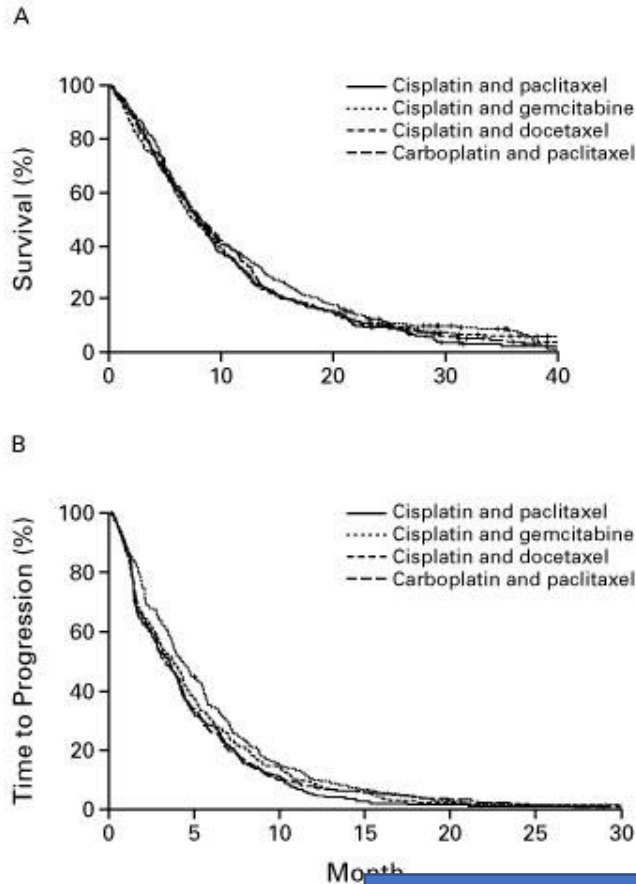 A
Survival (%)
100
80
60
40
20
0
0 10 20 30 40
Cisplatin and paclitaxel
Cisplatin and gemcitabine
Cisplatin and docetaxel
Carboplatin and paclitaxel
B
Time to Progression (%)
100
80
60
40
20
0
0 5 10 15 20 25 30
Cisplatin and paclitaxel
Cisplatin and gemcitabine
Cisplatin and docetaxel
Carboplatin and paclitaxel
Month